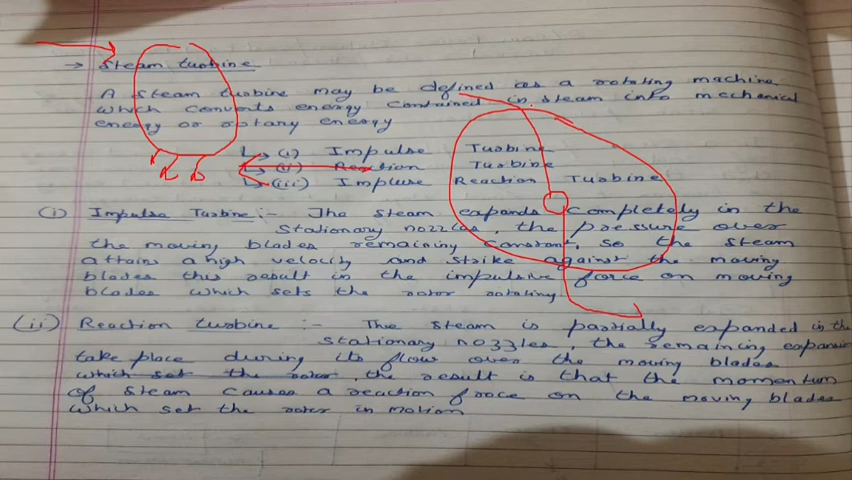 → Steam turbine
A steam turbine may be defined as a rotating machine
which converts energy contained in steam into mechanical
energy or rotary energy
↳ (i) Impulse Turbine
↳ (ii) Reaction Turbine
↳ (iii) Implurse Reaction Turbine
(i) Impulse Turbine :- The steam expands completely in the
stationary nozzles, the pressure over
the moving blades remaining constant, so the steam
attains a high velocity and strike against the moving
blades this result in the impulsive force on moving
blades which sets the rotor rotating
(ii) Reaction turbine :- The steam is partially expanded in the
stationary nozzles, the remaining expansion
take place during its flow over the moving blades
which set the rotor, the result is that the momentum
of steam causes a reaction force on the moving blades
which set the rotor in motion